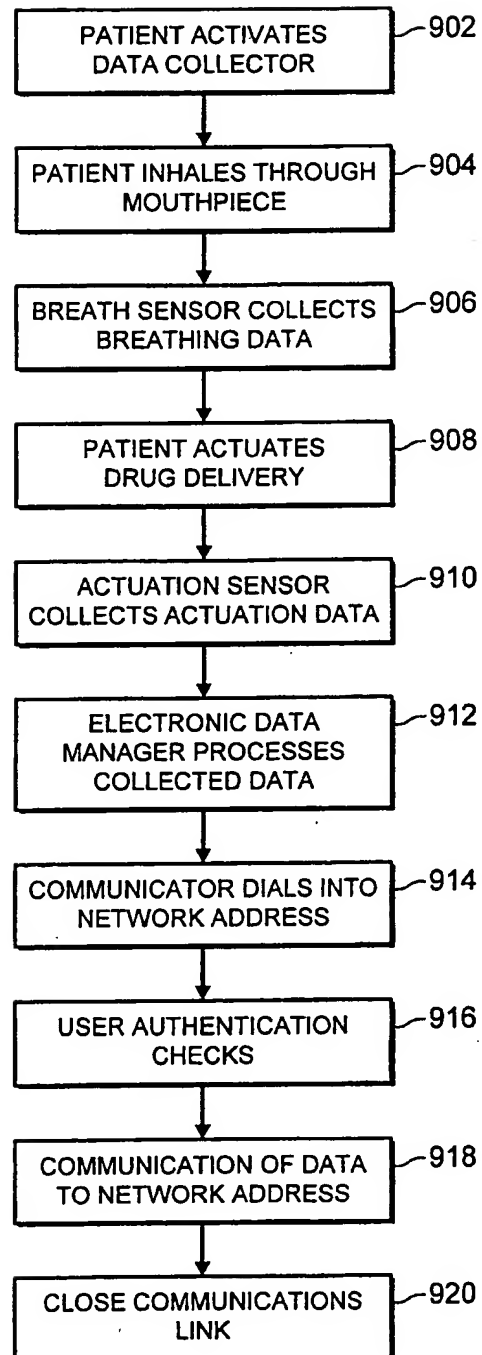 PATIENT ACTIVATES
DATA COLLECTOR
902
PATIENT INHALES THROUGH
MOUTHPIECE
904
BREATH SENSOR COLLECTS
BREATHING DATA
906
PATIENT ACTUATES
DRUG DELIVERY
908
ACTUATION SENSOR
COLLECTS ACTUATION DATA
910
ELECTRONIC DATA
MANAGER PROCESSES
COLLECTED DATA
912
COMMUNICATOR DIALS INTO
NETWORK ADDRESS
914
USER AUTHENTICATION
CHECKS
916
COMMUNICATION OF DATA
TO NETWORK ADDRESS
918
CLOSE COMMUNICATIONS
LINK
920